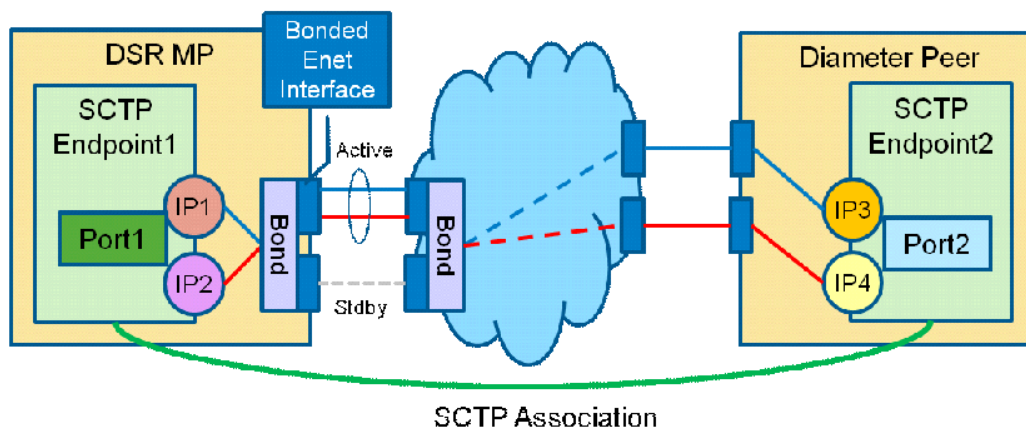 DSR MP
Bonded
Enet
Interface
Diameter Peer
SCTP
Endpoint1
Active
SCTP
Endpoint2
IP1
Port1
IP2
Bond
Bond
Stdby
IP3
Port2
IP4
SCTP Association